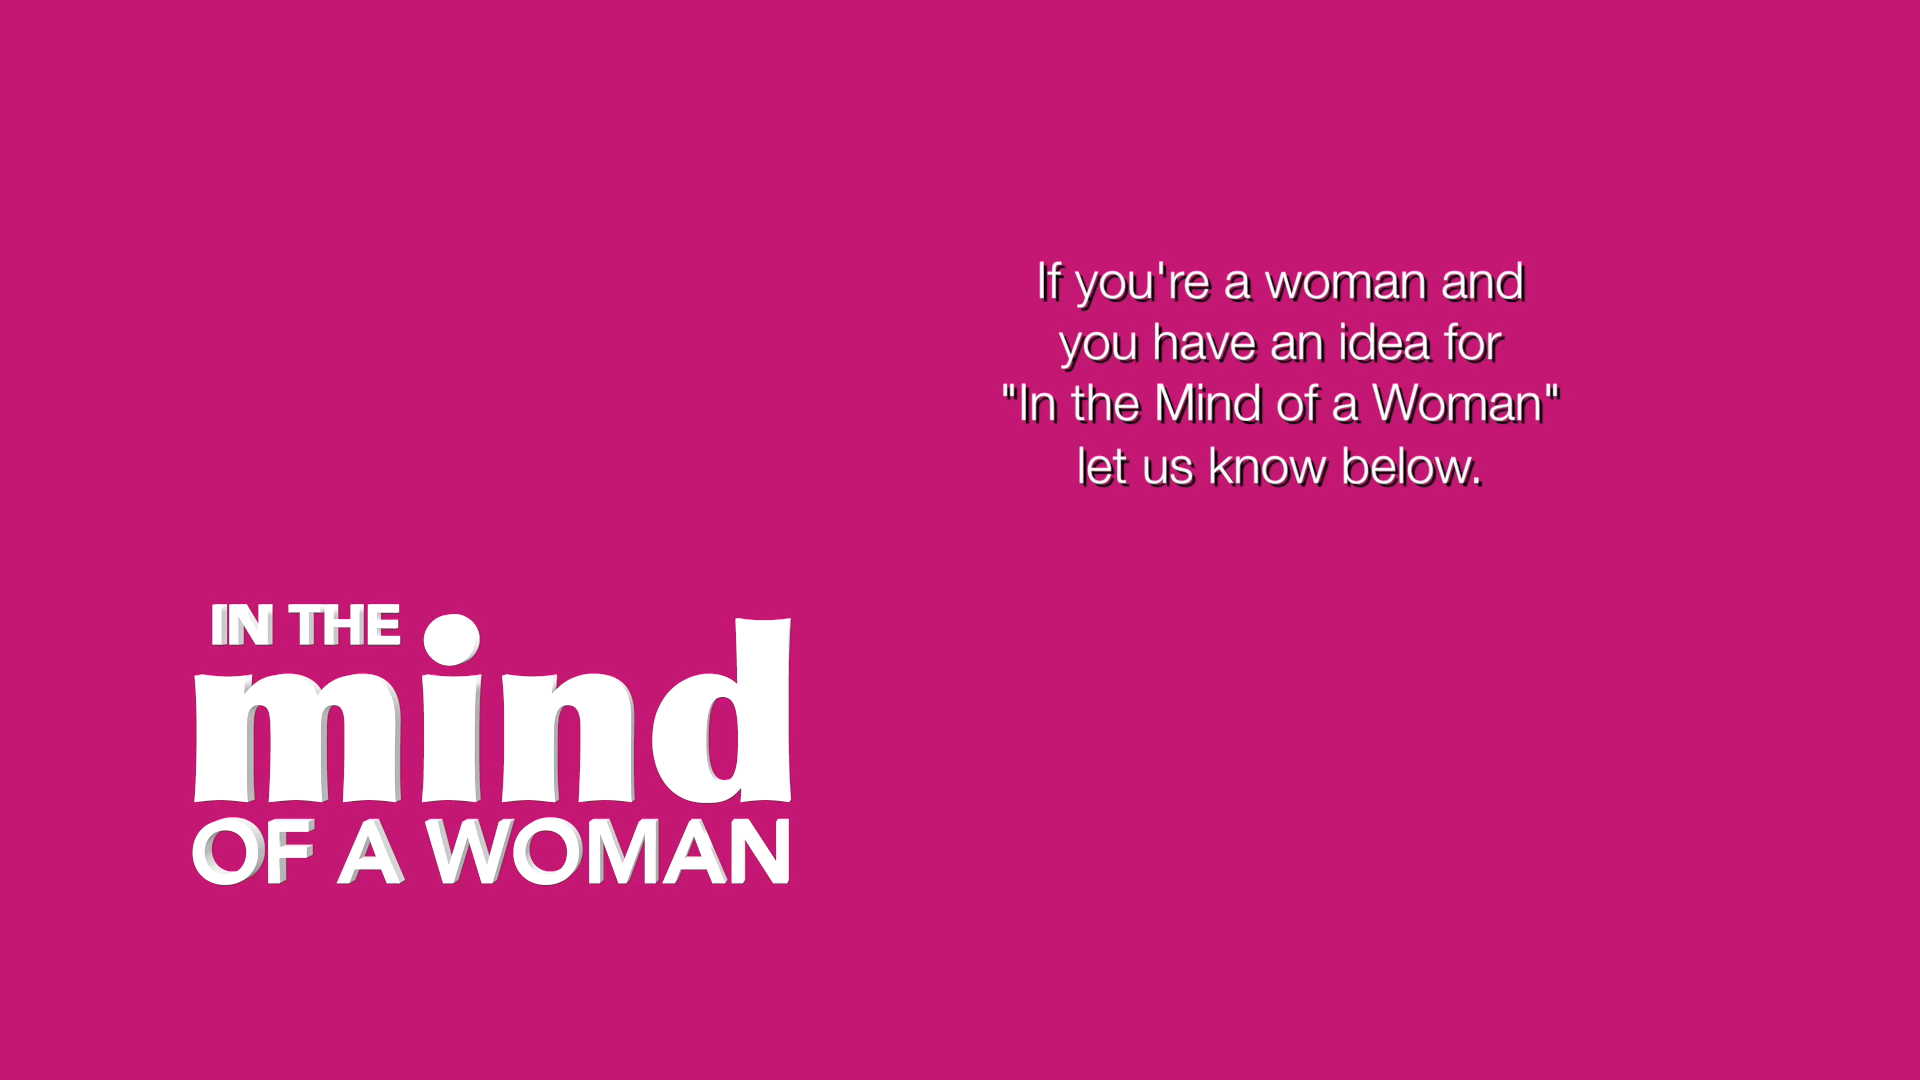 If you're a woman and
you have an idea for
"In the Mind of a Woman"
let us know below.
IN THE
mind
OF A WOMAN